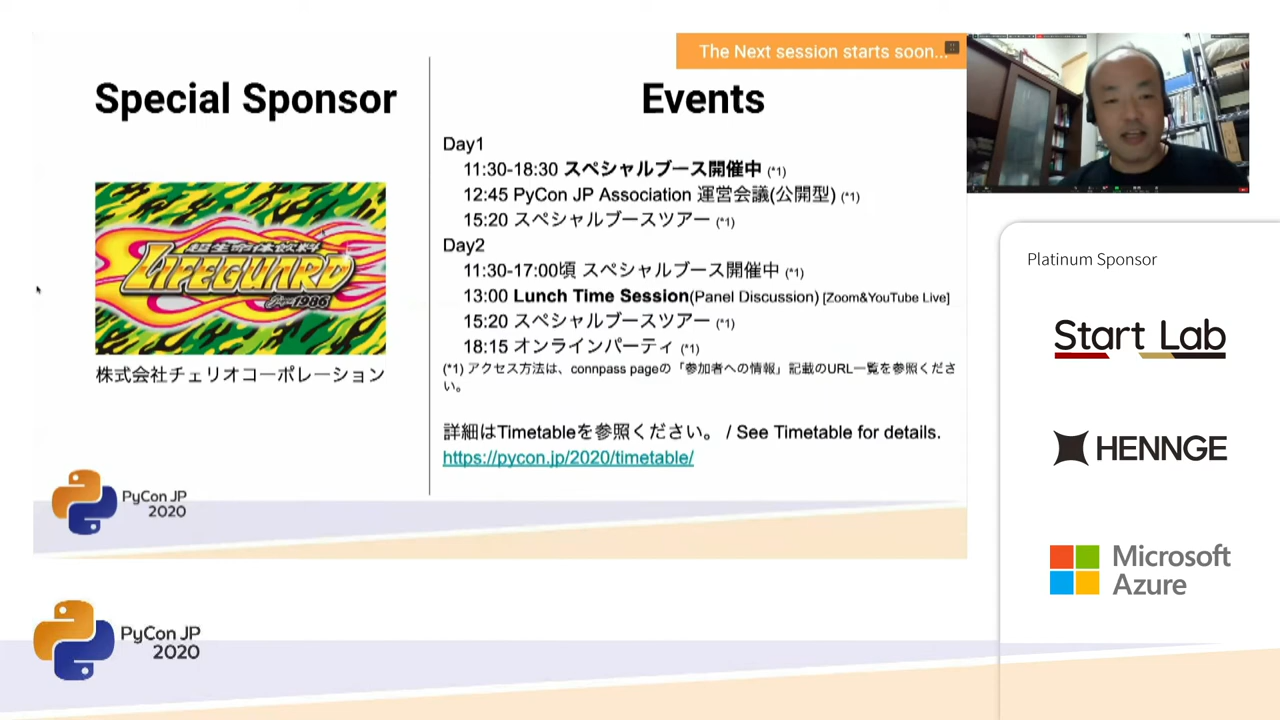 The Next session starts soon...
Special Sponsor
超生命体飲料
LIFEGUARD
Since 1986
株式会社チェリオコーポレーション
Events
Day1
11:30-18:30 スペシャルブース開催中 (*1)
12:45 PyCon JP Association 運営会議(公開型) (*1)
15:20 スペシャルブースツアー (*1)
Day2
11:30-17:00頃 スペシャルブース開催中 (*1)
13:00 Lunch Time Session(Panel Discussion) [Zoom&YouTube Live]
15:20 スペシャルブースツアー (*1)
18:15 オンラインパーティ (*1)
(*1) アクセス方法は、connpass pageの「参加者への情報」記載のURL一覧を参照くださ
い。
詳細はTimetableを参照ください。 / See Timetable for details.
https://pycon.jp/2020/timetable/
PyCon JP
2020
Platinum Sponsor
Start Lab
HENNGE
Microsoft
Azure
PyCon JP
2020